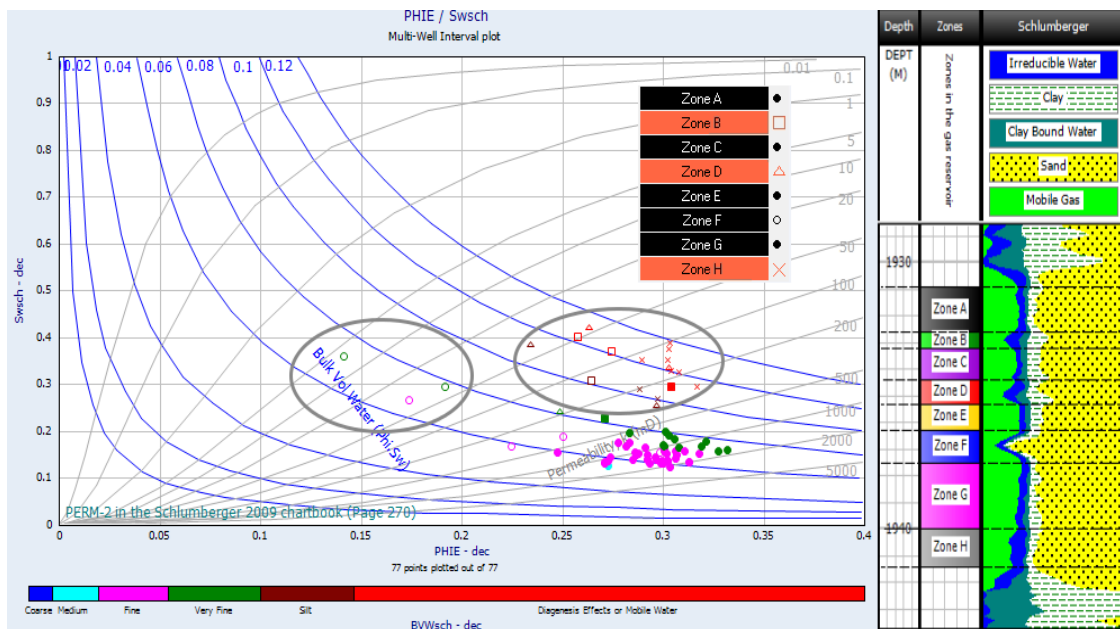 PHIE / Swsch
Multi-Well Interval plot
Swsch - dec
1
0.9
0.8
0.7
0.6
0.5
0.4
0.3
0.2
0.1
0
0.02
0.04
0.06
0.08
0.1
0.12
0.01
0.1
1
5
10
20
50
100
200
500
1000
2000
5000
Zone A
Zone B
Zone C
Zone D
Zone E
Zone F
Zone G
Zone H
Bulk Vol Water (Phi.Sw)
Permeability K (mD)
PERM-2 in the Schlumberger 2009 chartbook (Page 270)
0
0.05
0.1
0.15
0.2
0.25
0.3
0.35
0.4
PHIE - dec
77 points plotted out of 77
Coarse
Medium
Fine
Very Fine
Silt
Diagenesis Effects or Mobile Water
BVWsch - dec
Depth
Zones
Schlumberger
DEPT
(M)
Zones in the gas reservoir
Irreducible Water
Clay
Clay Bound Water
Sand
Mobile Gas
1930
Zone A
Zone B
Zone C
Zone D
Zone E
Zone F
Zone G
1940
Zone H